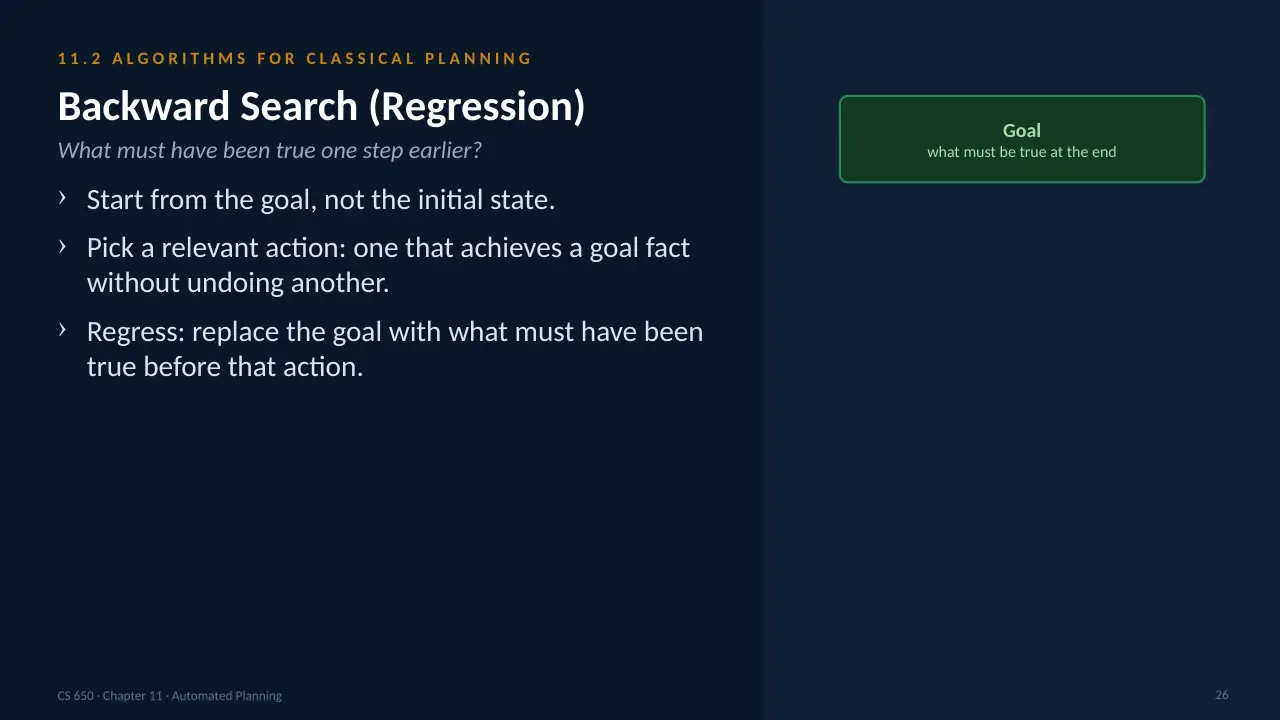 11.2 ALGORITHMS FOR CLASSICAL PLANNING
Backward Search (Regression)
What must have been true one step earlier?
› Start from the goal, not the initial state.
› Pick a relevant action: one that achieves a goal fact
without undoing another.
› Regress: replace the goal with what must have been
true before that action.
Goal
what must be true at the end
CS 650 · Chapter 11 · Automated Planning
26